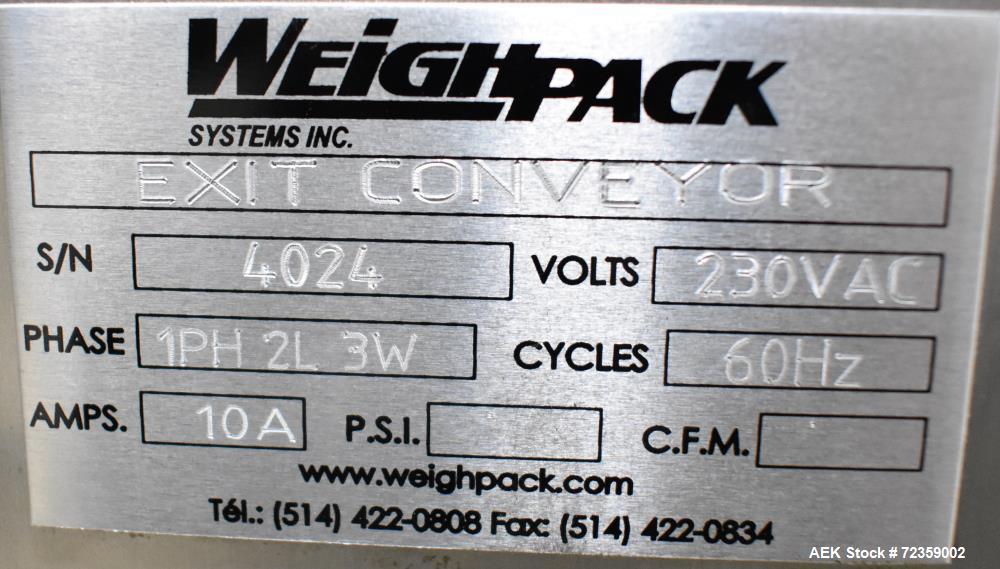 WEiGHPACK
SYSTEMS INC.
EXIT CONVEYOR
S/N 4024 VOLTS 230VAC
PHASE 1PH 2L 3W CYCLES 60Hz
AMPS. 10A P.S.I. C.F.M.
www.weighpack.com
Tél.: (514) 422-0808 Fax: (514) 422-0834
AEK Stock # 72359002